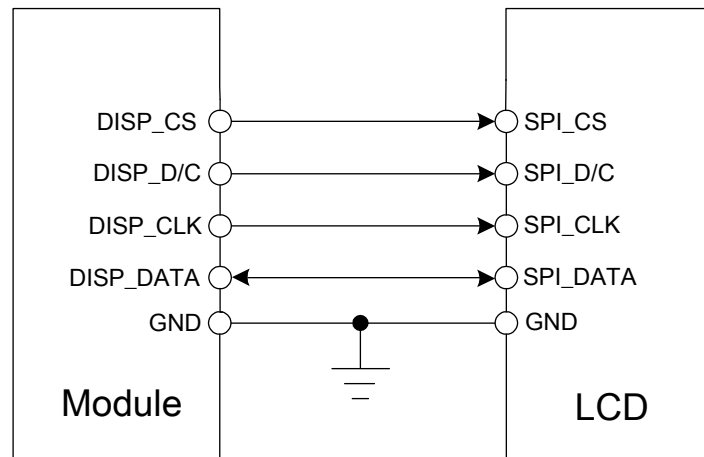 DISP_CS SPI_CS
DISP_D/C SPI_D/C
DISP_CLK SPI_CLK
DISP_DATA SPI_DATA
GND GND
Module LCD